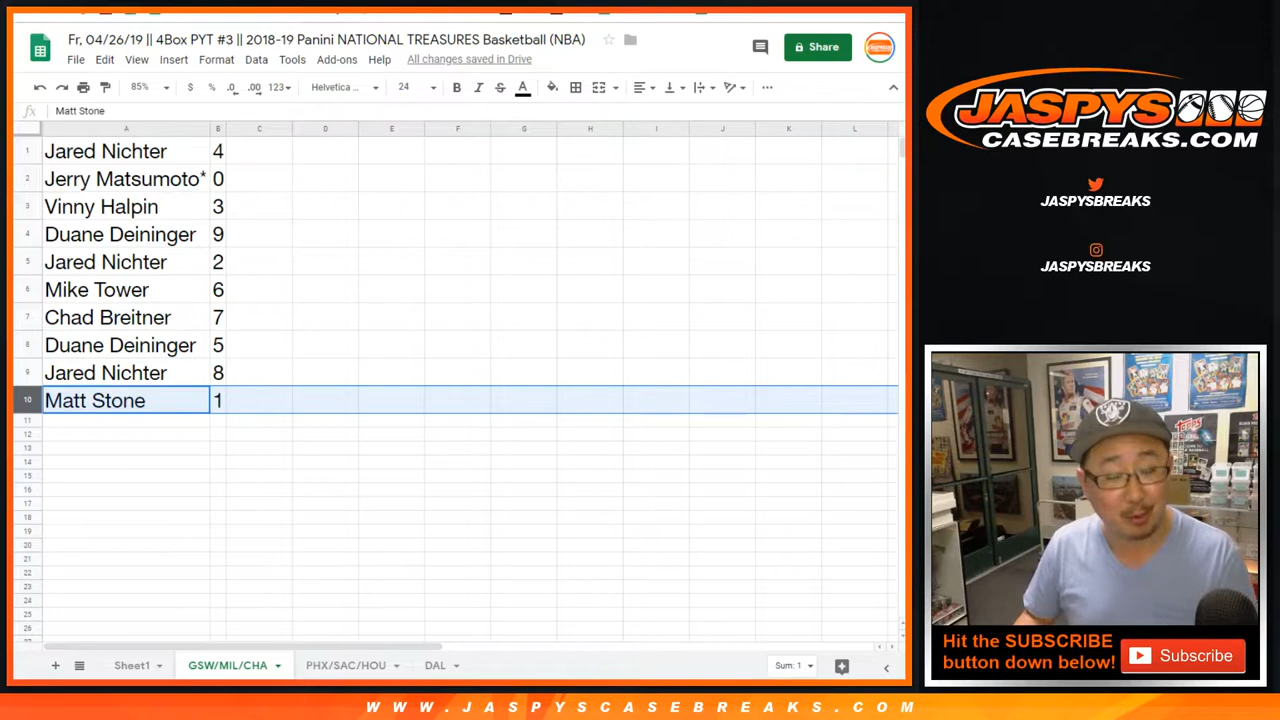 Fr, 04/26/19 || 4Box PYT #3 || 2018-19 Panini NATIONAL TREASURES Basketball (NBA)
File Edit View Insert Format Data Tools Add-ons Help All changes saved in Drive
Share
85% $ % .0 .00 123 Helvetica ... 24 B I S A
fx Matt Stone
A B C D E F G H I J K L
1 Jared Nichter 4
2 Jerry Matsumoto* 0
3 Vinny Halpin 3
4 Duane Deininger 9
5 Jared Nichter 2
6 Mike Tower 6
7 Chad Breitner 7
8 Duane Deininger 5
9 Jared Nichter 8
10 Matt Stone 1
11
12
13
14
15
16
17
18
19
20
21
22
23
24
25
26
Sheet1 GSW/MIL/CHA PHX/SAC/HOU DAL Sum: 1
JASPYS
CASEBREAKS.COM
JASPYSBREAKS
JASPYSBREAKS
topps
Hit the SUBSCRIBE
button down below!
Subscribe
WWW.JASPYSCASEBREAKS.COM